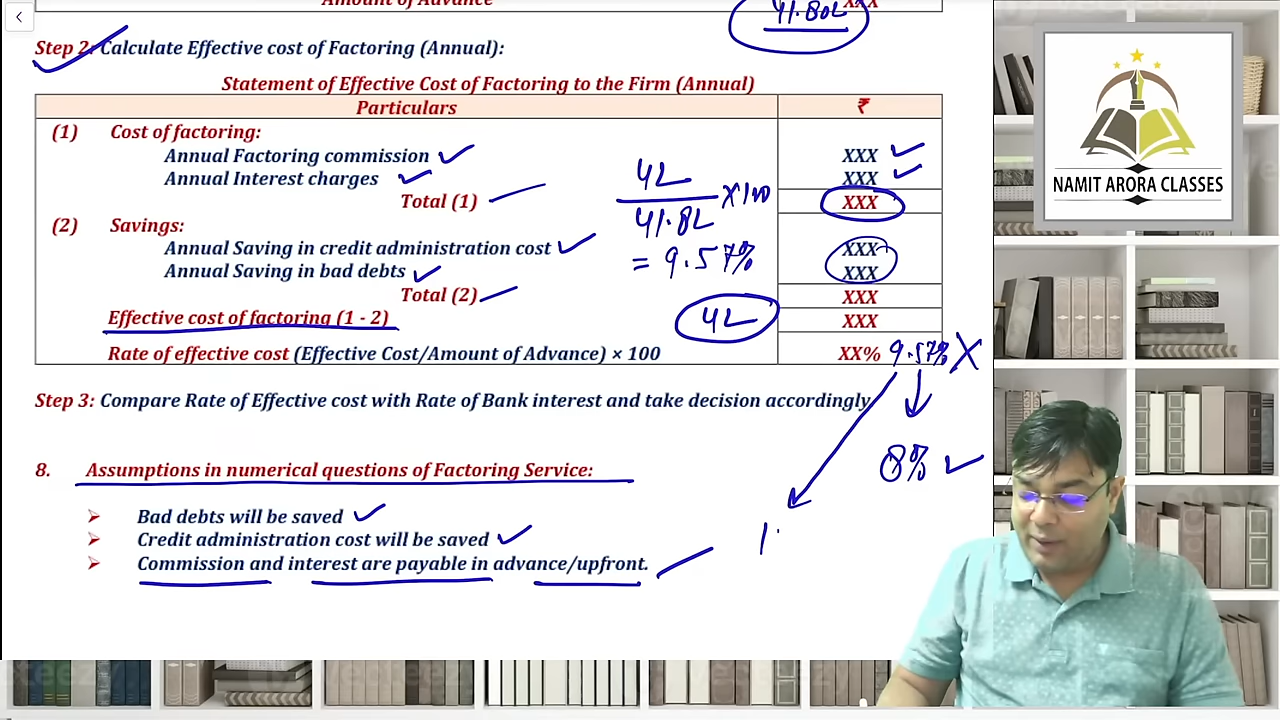 Amount of Advance XXX
41.80L
Step 2: Calculate Effective cost of Factoring (Annual):
Statement of Effective Cost of Factoring to the Firm (Annual)
Particulars ₹
(1) Cost of factoring:
Annual Factoring commission XXX
Annual Interest charges XXX
Total (1) XXX
4L
41.8L
X100
= 9.57%
(2) Savings:
Annual Saving in credit administration cost XXX
Annual Saving in bad debts XXX
Total (2) XXX
Effective cost of factoring (1 - 2) 4L XXX
Rate of effective cost (Effective Cost/Amount of Advance) × 100 XX% 9.57% X
Step 3: Compare Rate of Effective cost with Rate of Bank interest and take decision accordingly
8%
8. Assumptions in numerical questions of Factoring Service:
➢ Bad debts will be saved
➢ Credit administration cost will be saved
➢ Commission and interest are payable in advance/upfront.
NAMIT ARORA CLASSES